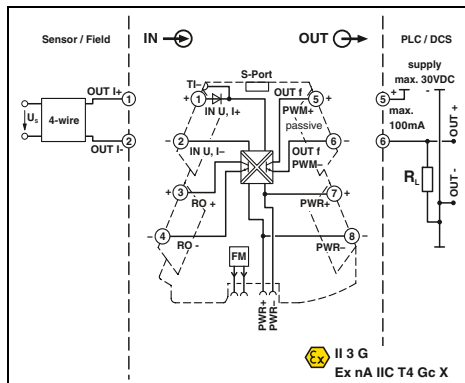 Sensor / Field
IN
OUT
PLC / DCS
S-Port
supply
max. 30VDC
TI–
OUT I+
1
+
1
IN U, I+
OUT f
PWM+
5
+
5
+
-
max.
100mA
OUT +
Us
4-wire
passive
2
OUT I-
–
2
IN U, I–
OUT f
PWM–
6
–
6
RL
OUT -
+
3
RO +
7
+
PWR+
–
4
RO -
8
–
PWR–
FM
PWR+
PWR–
Ex
II 3 G
Ex nA IIC T4 Gc X